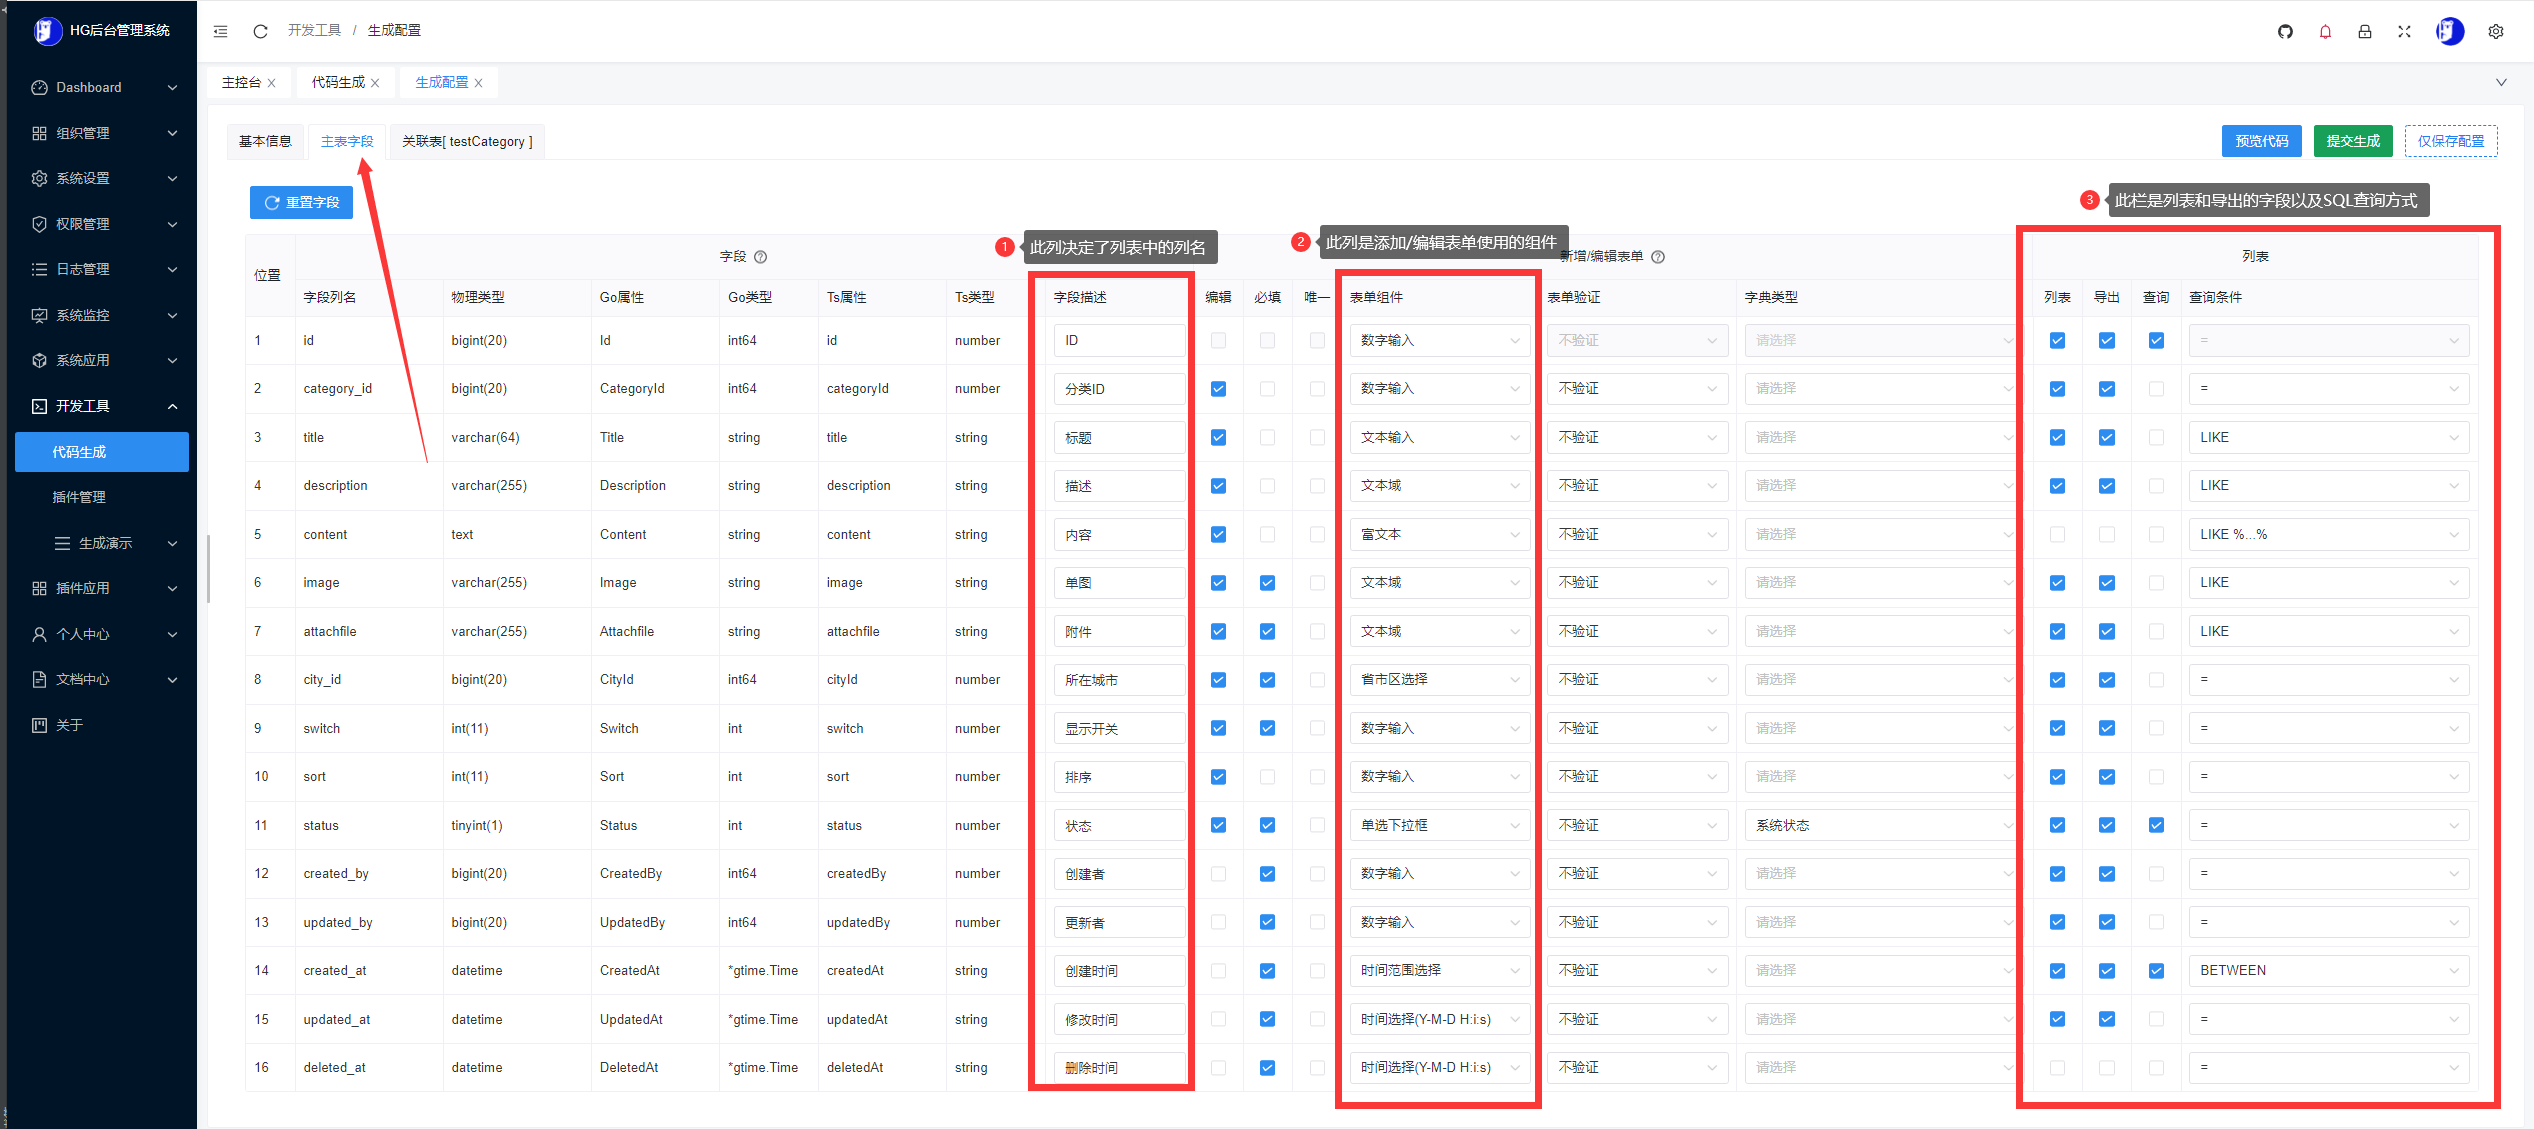 HG后台管理系统
开发工具 / 生成配置
主控台 代码生成 生成配置
Dashboard
组织管理
系统设置
权限管理
日志管理
系统监控
系统应用
开发工具
代码生成
插件管理
生成演示
插件应用
个人中心
文档中心
关于
基本信息 主表字段 关联表[ testCategory ] 预览代码 提交生成 仅保存配置
重置字段
1 此列决定了列表中的列名
2 此列是添加/编辑表单使用的组件
3 此栏是列表和导出的字段以及SQL查询方式
位置 字段 新增/编辑表单 列表
字段列名 物理类型 Go属性 Go类型 Ts属性 Ts类型 字段描述 编辑 必填 唯一 表单组件 表单验证 字典类型 列表 导出 查询 查询条件
1 id bigint(20) Id int64 id number ID 数字输入 不验证 请选择 =
2 category_id bigint(20) CategoryId int64 categoryId number 分类ID 数字输入 不验证 请选择 =
3 title varchar(64) Title string title string 标题 文本输入 不验证 请选择 LIKE
4 description varchar(255) Description string description string 描述 文本域 不验证 请选择 LIKE
5 content text Content string content string 内容 富文本 不验证 请选择 LIKE %...%
6 image varchar(255) Image string image string 单图 文本域 不验证 请选择 LIKE
7 attachfile varchar(255) Attachfile string attachfile string 附件 文本域 不验证 请选择 LIKE
8 city_id bigint(20) CityId int64 cityId number 所在城市 省市区选择 不验证 请选择 =
9 switch int(11) Switch int switch number 显示开关 数字输入 不验证 请选择 =
10 sort int(11) Sort int sort number 排序 数字输入 不验证 请选择 =
11 status tinyint(1) Status int status number 状态 单选下拉框 不验证 系统状态 =
12 created_by bigint(20) CreatedBy int64 createdBy number 创建者 数字输入 不验证 请选择 =
13 updated_by bigint(20) UpdatedBy int64 updatedBy number 更新者 数字输入 不验证 请选择 =
14 created_at datetime CreatedAt *gtime.Time createdAt string 创建时间 时间范围选择 不验证 请选择 BETWEEN
15 updated_at datetime UpdatedAt *gtime.Time updatedAt string 修改时间 时间选择(Y-M-D H:i:s) 不验证 请选择 =
16 deleted_at datetime DeletedAt *gtime.Time deletedAt string 删除时间 时间选择(Y-M-D H:i:s) 不验证 请选择 =